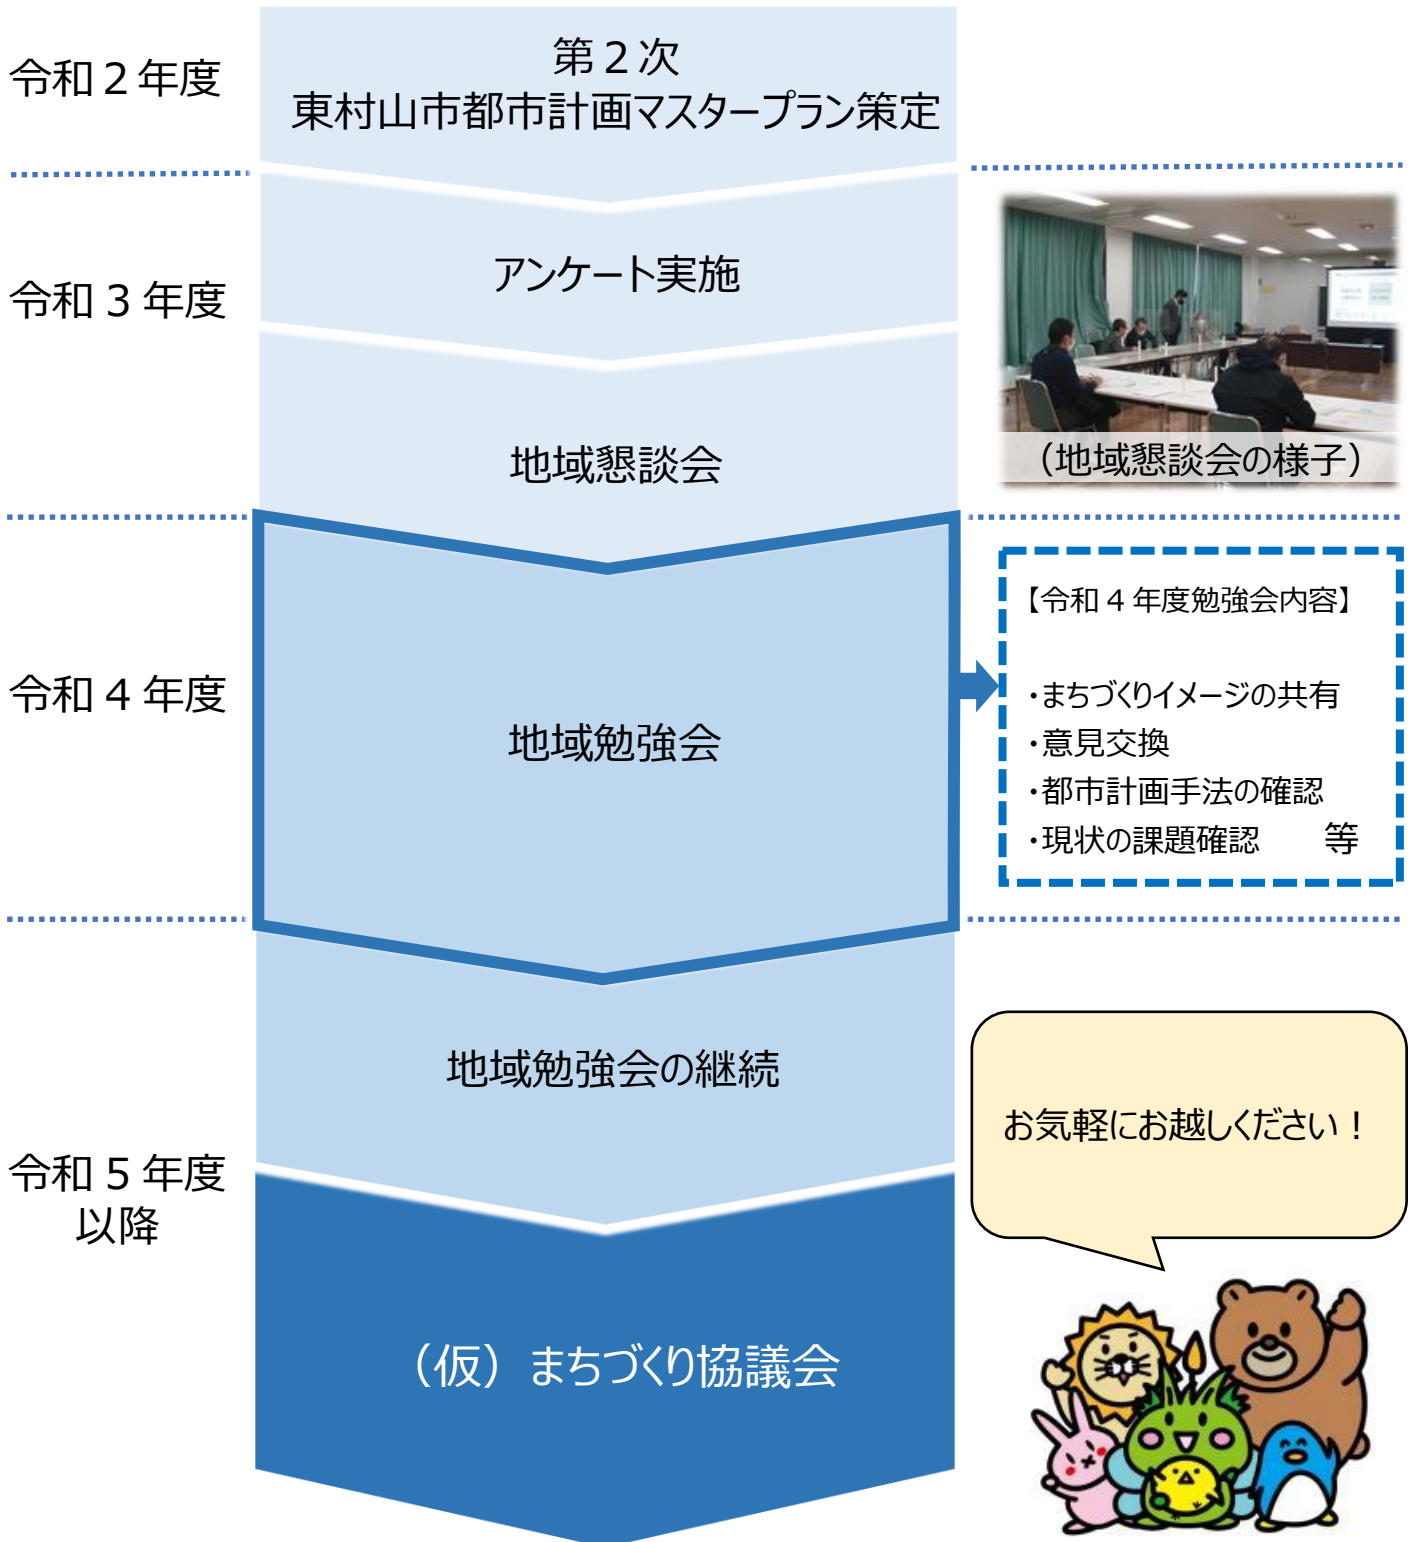 令和２年度
第２次
東村山市都市計画マスタープラン策定
令和３年度
アンケート実施
地域懇談会
（地域懇談会の様子）
令和４年度
地域勉強会
【令和４年度勉強会内容】
・まちづくりイメージの共有
・意見交換
・都市計画手法の確認
・現状の課題確認　　等
令和５年度
以降
地域勉強会の継続
お気軽にお越しください！
（仮）まちづくり協議会